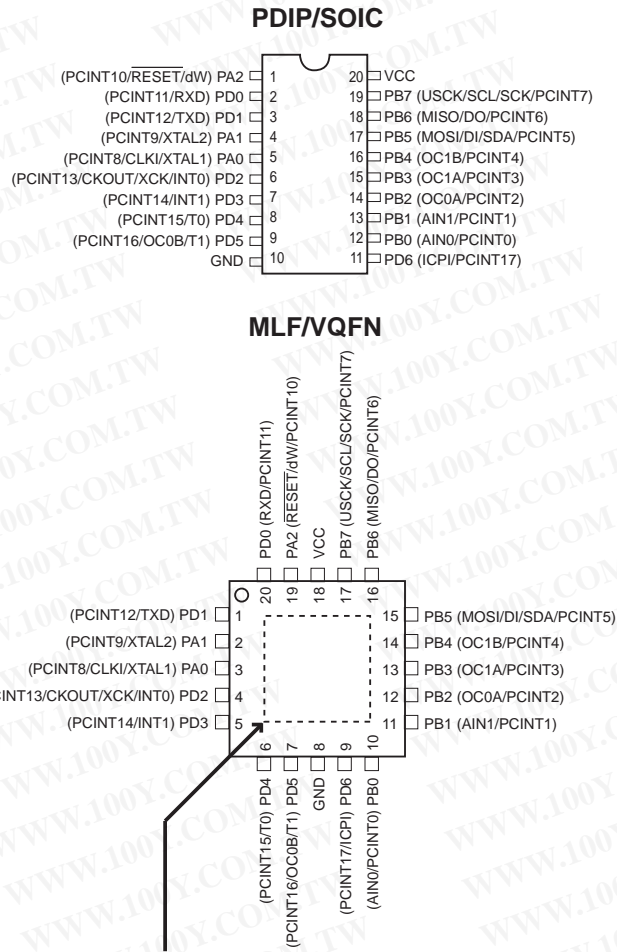 PDIP/SOIC
(PCINT10/RESET/dW) PA2 1 20 VCC
(PCINT11/RXD) PD0 2 19 PB7 (USCK/SCL/SCK/PCINT7)
(PCINT12/TXD) PD1 3 18 PB6 (MISO/DO/PCINT6)
(PCINT9/XTAL2) PA1 4 17 PB5 (MOSI/DI/SDA/PCINT5)
(PCINT8/CLKI/XTAL1) PA0 5 16 PB4 (OC1B/PCINT4)
(PCINT13/CKOUT/XCK/INT0) PD2 6 15 PB3 (OC1A/PCINT3)
(PCINT14/INT1) PD3 7 14 PB2 (OC0A/PCINT2)
(PCINT15/T0) PD4 8 13 PB1 (AIN1/PCINT1)
(PCINT16/OC0B/T1) PD5 9 12 PB0 (AIN0/PCINT0)
GND 10 11 PD6 (ICPI/PCINT17)
MLF/VQFN
PD0 (RXD/PCINT11)
PA2 (RESET/dW/PCINT10)
VCC
PB7 (USCK/SCL/SCK/PCINT7)
PB6 (MISO/DO/PCINT6)
20 19 18 17 16
(PCINT12/TXD) PD1 1 15 PB5 (MOSI/DI/SDA/PCINT5)
(PCINT9/XTAL2) PA1 2 14 PB4 (OC1B/PCINT4)
(PCINT8/CLKI/XTAL1) PA0 3 13 PB3 (OC1A/PCINT3)
CINT13/CKOUT/XCK/INT0) PD2 4 12 PB2 (OC0A/PCINT2)
(PCINT14/INT1) PD3 5 11 PB1 (AIN1/PCINT1)
6 7 8 9 10
(PCINT15/T0) PD4
(PCINT16/OC0B/T1) PD5
GND
(PCINT17/ICPI) PD6
(AIN0/PCINT0) PB0
WWW.100Y.COM.TW